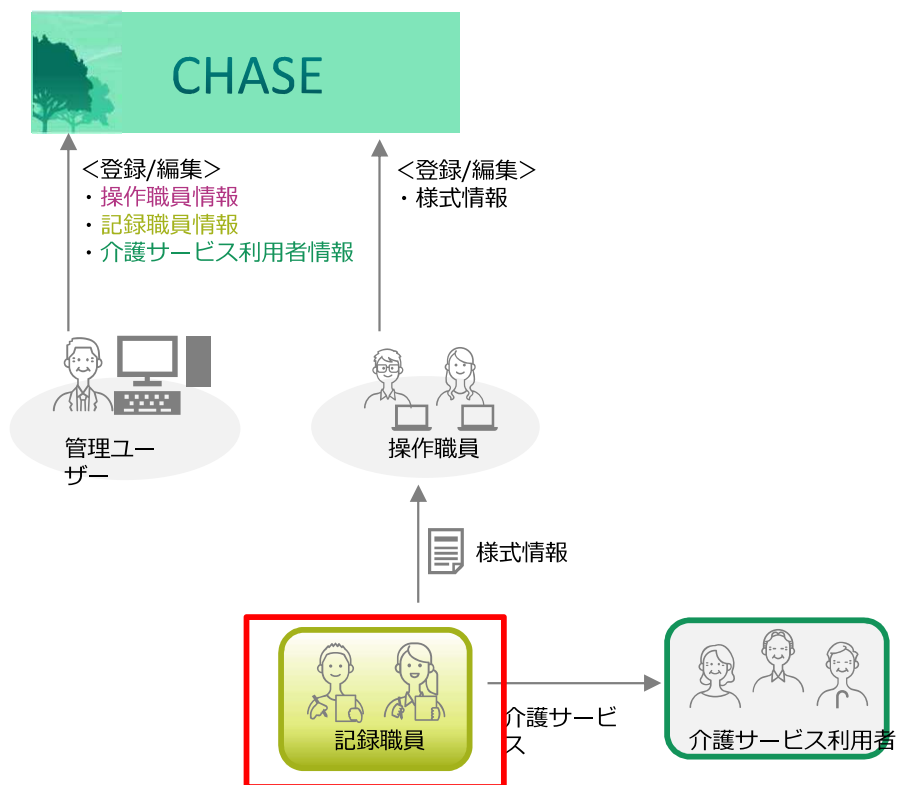 CHASE
＜登録/編集＞
・操作職員情報
・記録職員情報
・介護サービス利用者情報
＜登録/編集＞
・様式情報
管理ユー
ザー
操作職員
様式情報
記録職員
介護サービ
ス
介護サービス利用者